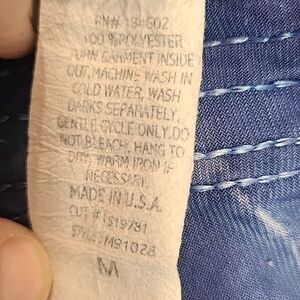 RN# 134602
100%POLYESTER
TURN GARMENT INSIDE
OUT,MACHINE WASH IN
COLD WATER, WASH
DARKS SEPARATELY,
GENTLE CYCLE ONLY,DO
NOT BLEACH, HANG TO
DRY, WARM IRON IF
NECESSARY.
MADE IN U.S.A.
CUT #:1S19781
STYLE:M91028
M